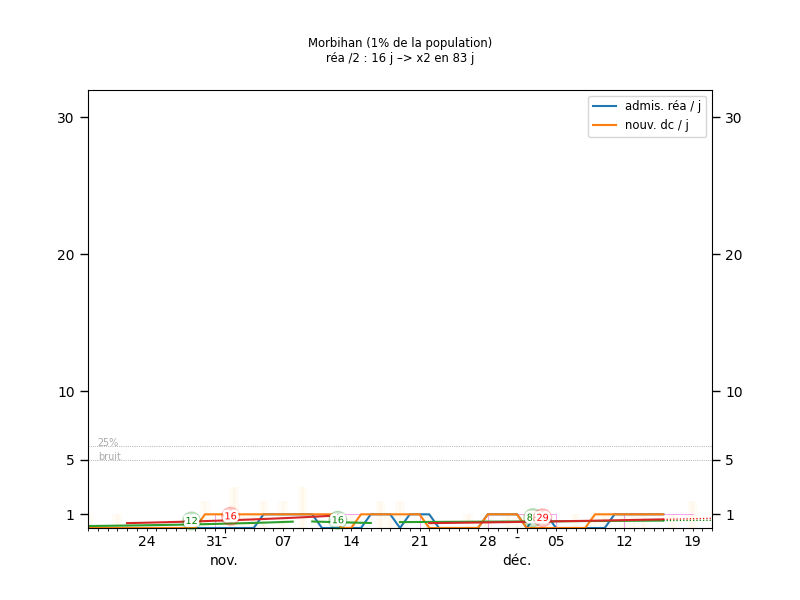 Morbihan (1% de la population)
réa /2 : 16 j –> x2 en 83 j
admis. réa / j
nouv. dc / j
30 30
20 20
10 10
25%
5 bruit 5
1 12 16 16 8 29 1
24 31 07 14 21 28 - 05 12 19
nov. déc.